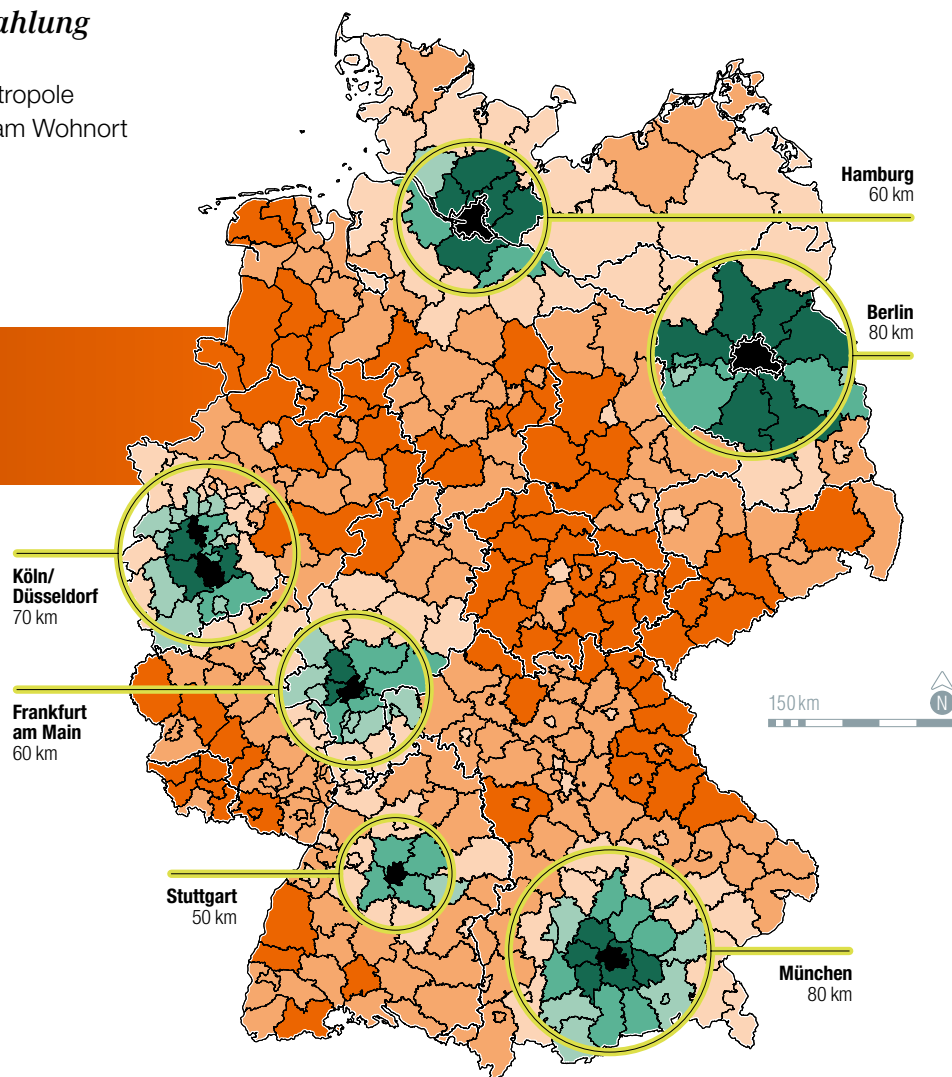 ahlung
tropole
am Wohnort
Hamburg
60 km
Berlin
80 km
Köln/
Düsseldorf
70 km
Frankfurt
am Main
60 km
150 km
N
Stuttgart
50 km
München
80 km